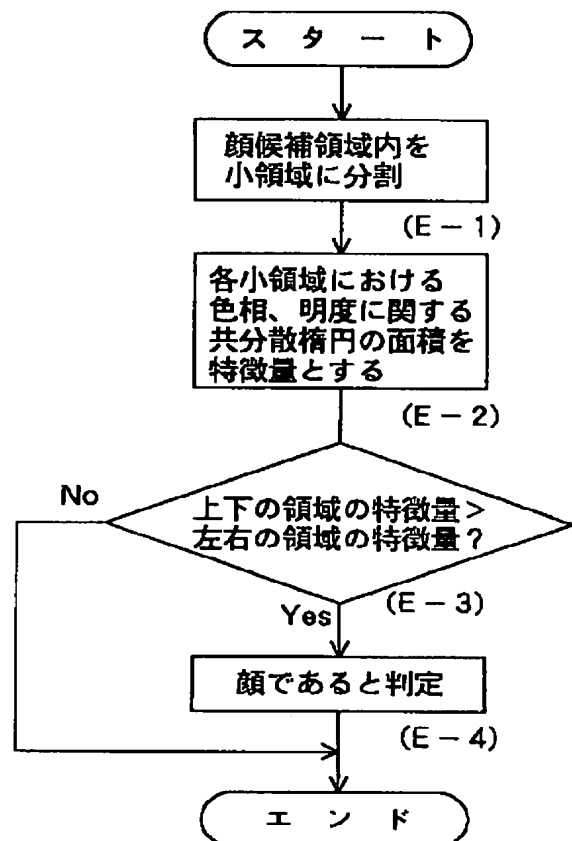 スタート
顔候補領域内を
小領域に分割
(E-1)
各小領域における
色相、明度に関する
共分散楕円の面積を
特徴量とする
(E-2)
No
上下の領域の特徴量>
左右の領域の特徴量?
(E-3)
Yes
顔であると判定
(E-4)
エンド